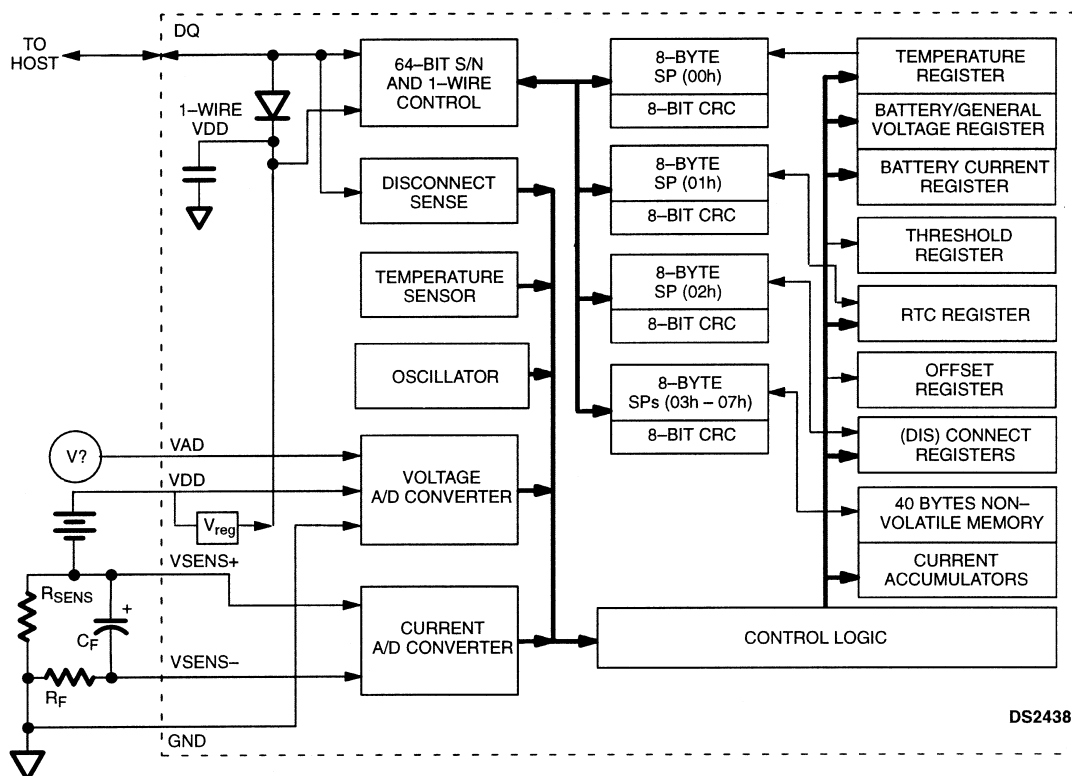 DQ
TO
HOST
1–WIRE
VDD
64–BIT S/N
AND 1–WIRE
CONTROL
DISCONNECT
SENSE
TEMPERATURE
SENSOR
OSCILLATOR
V?
VAD
VDD
Vreg
VOLTAGE
A/D CONVERTER
VSENS+
RSENS
+
CF
RF
VSENS–
CURRENT
A/D CONVERTER
GND
8–BYTE
SP (00h)
8–BIT CRC
8–BYTE
SP (01h)
8–BIT CRC
8–BYTE
SP (02h)
8–BIT CRC
8–BYTE
SPs (03h – 07h)
8–BIT CRC
TEMPERATURE
REGISTER
BATTERY/GENERAL
VOLTAGE REGISTER
BATTERY CURRENT
REGISTER
THRESHOLD
REGISTER
RTC REGISTER
OFFSET
REGISTER
(DIS) CONNECT
REGISTERS
40 BYTES NON–
VOLATILE MEMORY
CURRENT
ACCUMULATORS
CONTROL LOGIC
DS2438